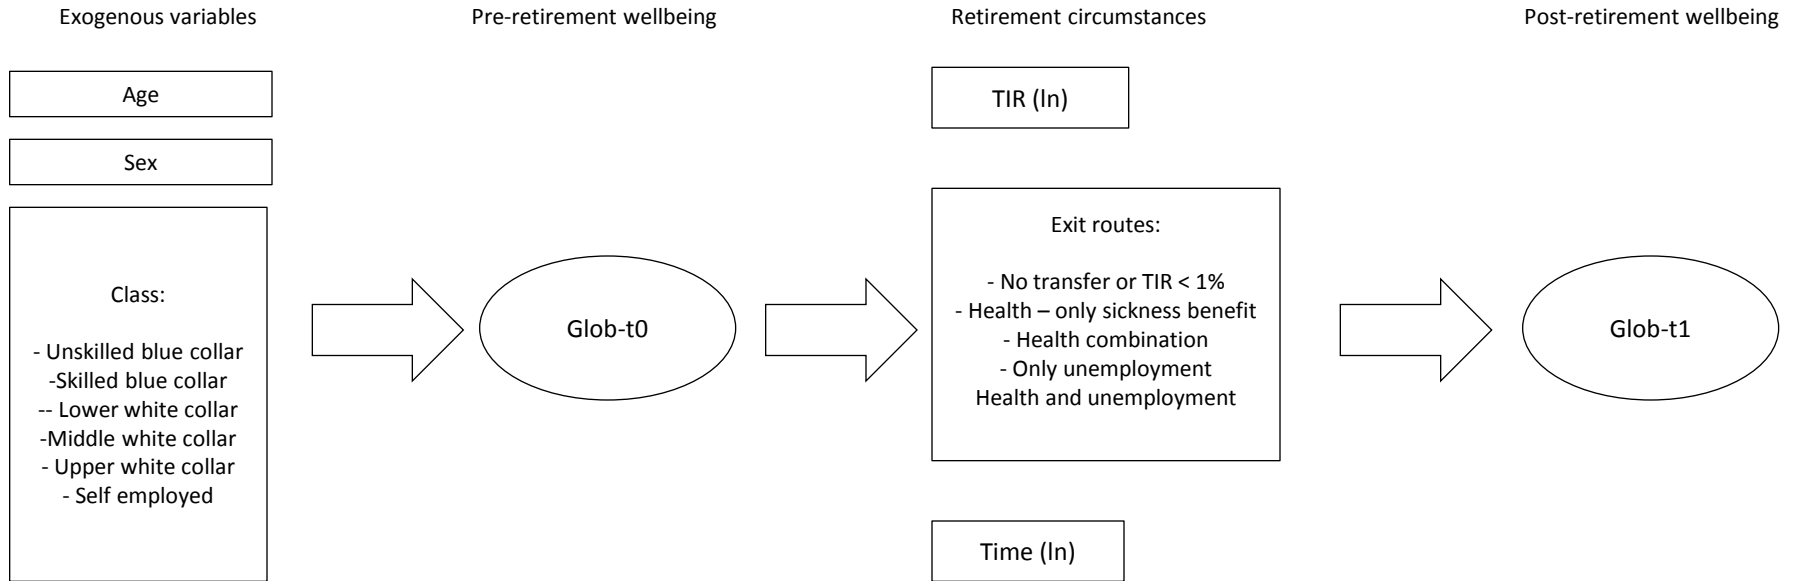 Exogenous variables
Pre-retirement wellbeing
Retirement circumstances
Post-retirement wellbeing
Age
Sex
Class:
- Unskilled blue collar
-Skilled blue collar
-- Lower white collar
-Middle white collar
- Upper white collar
- Self employed
Glob-t0
TIR (ln)
Exit routes:
- No transfer or TIR < 1%
- Health – only sickness benefit
- Health combination
- Only unemployment
Health and unemployment
Time (ln)
Glob-t1